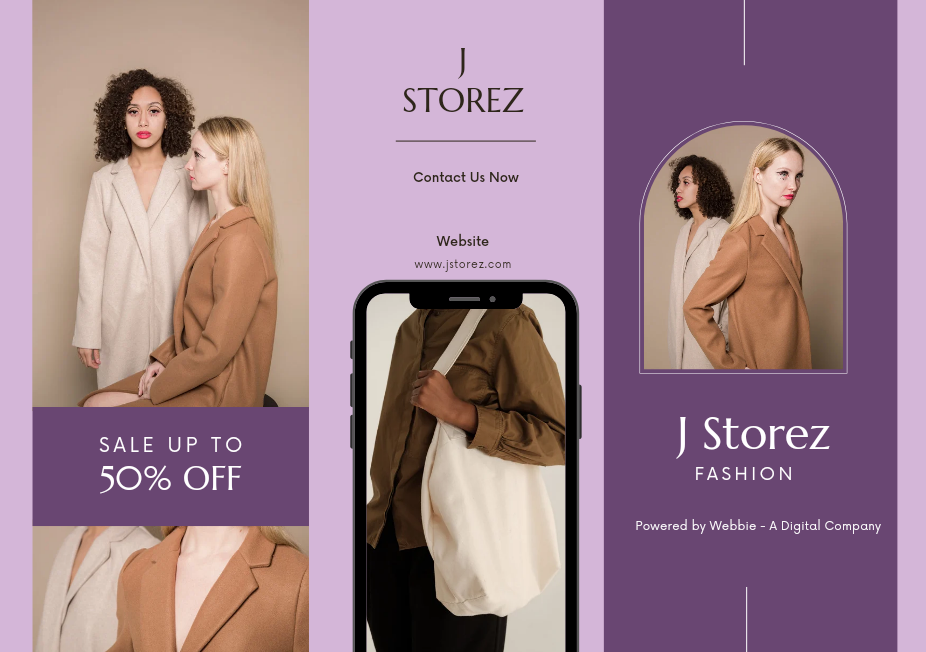 SALE UP TO
50% OFF
J
STOREZ
Contact Us Now
Website
www.jstorez.com
J Storez
FASHION
Powered by Webbie - A Digital Company